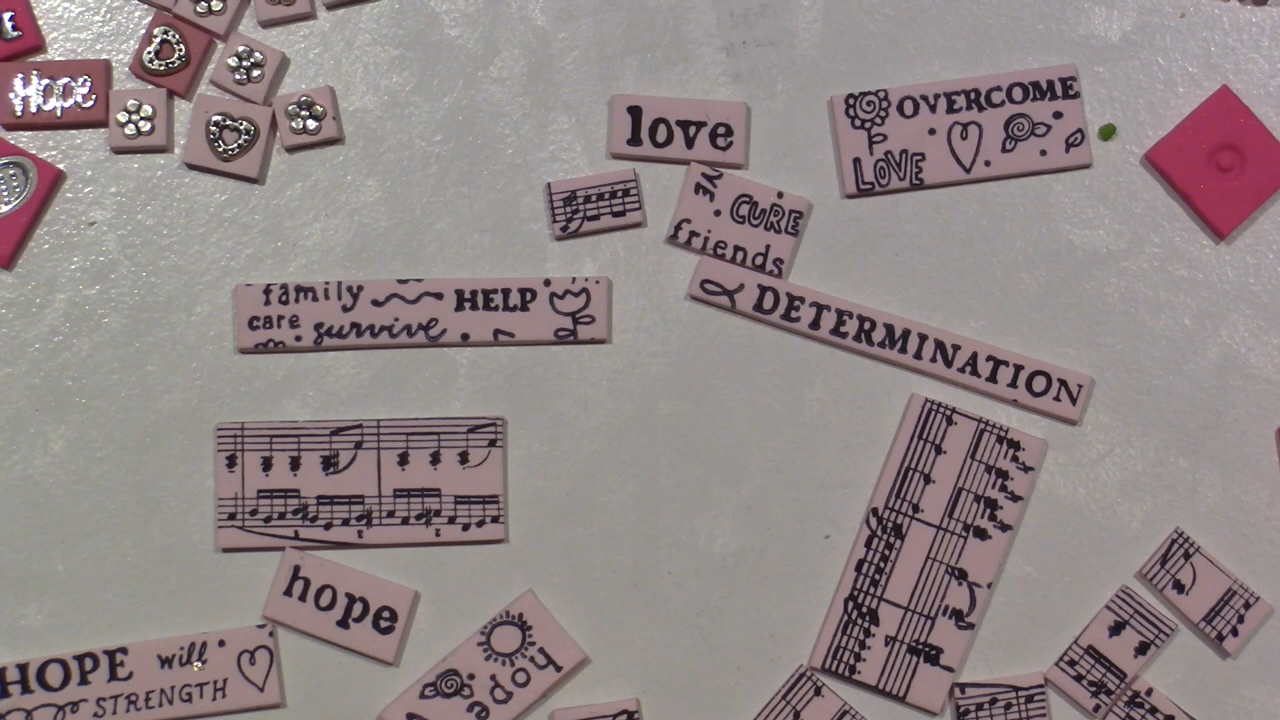 Hope
love
OVERCOME
LOVE
CURE
friends
family HELP
care survive
DETERMINATION
hope
HOPE will
STRENGTH
hope